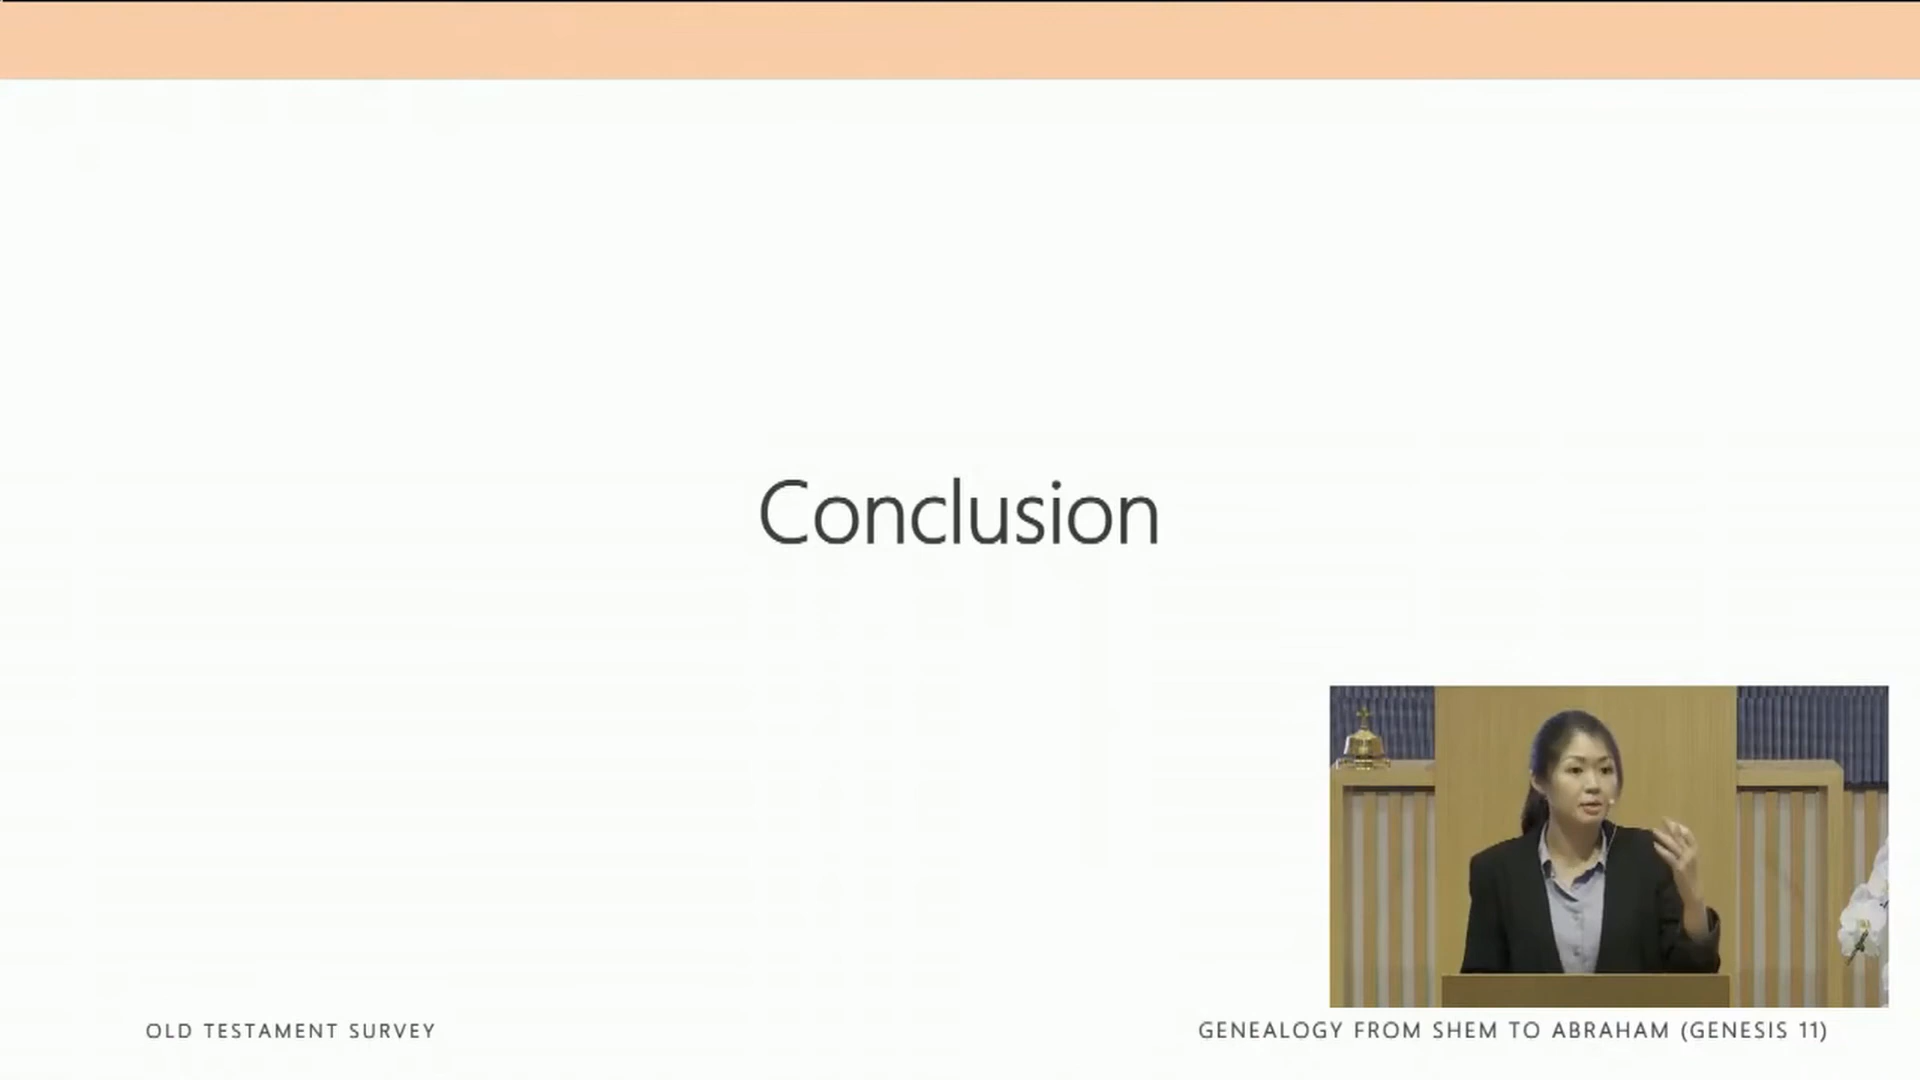 Conclusion
OLD TESTAMENT SURVEY
GENEALOGY FROM SHEM TO ABRAHAM (GENESIS 11)